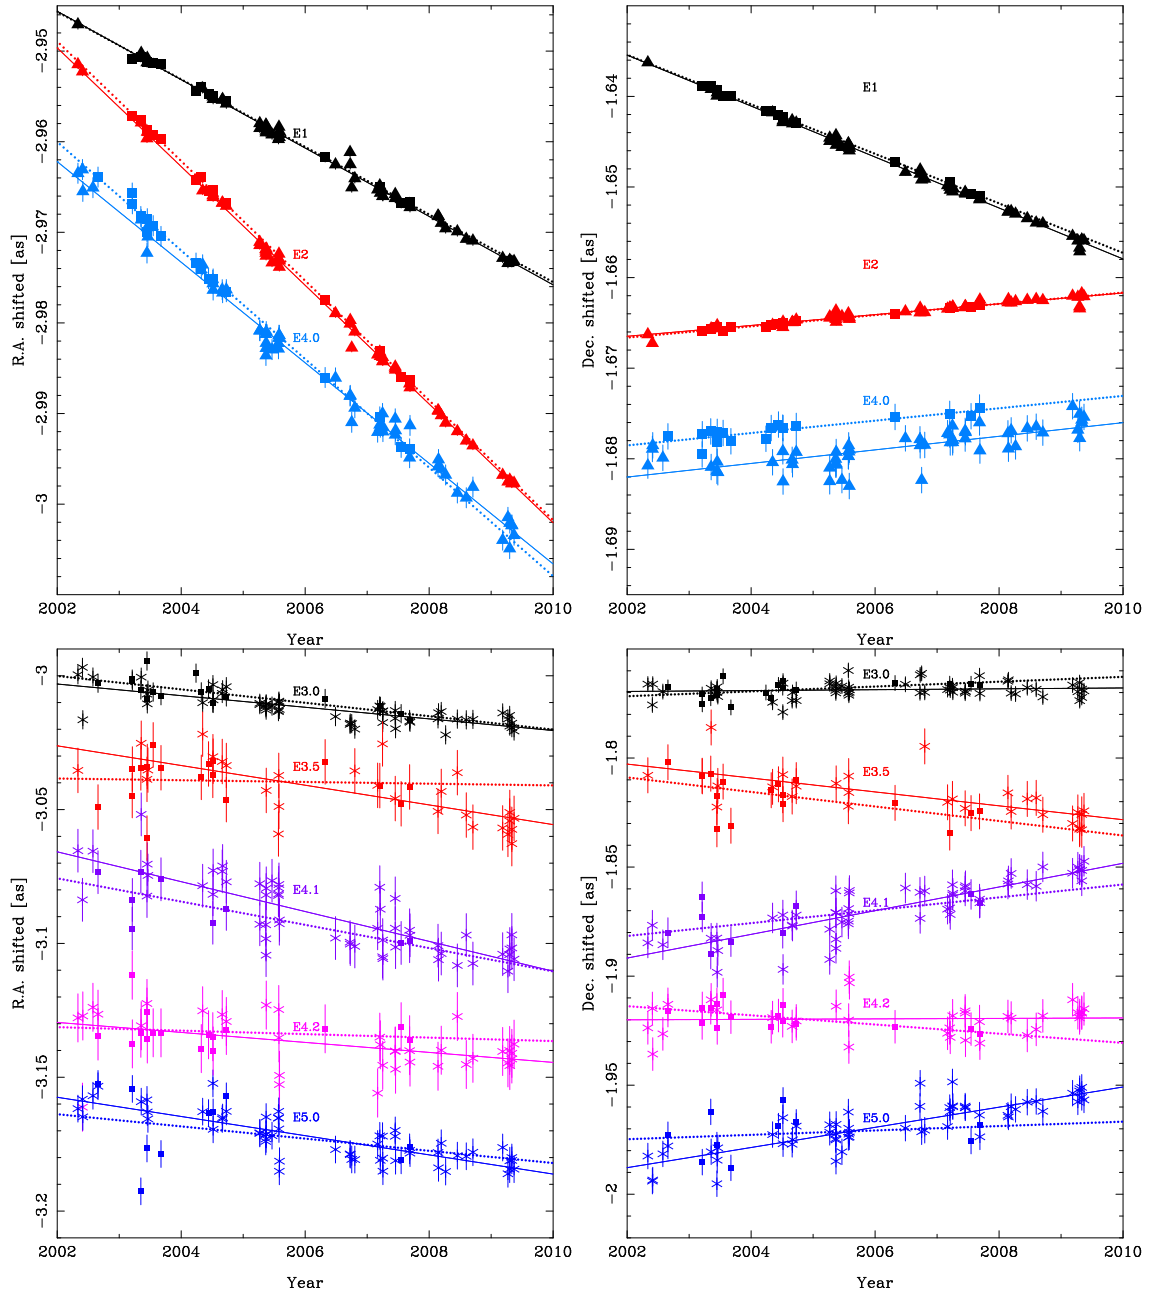 R.A. shifted [as]
−2.95
−2.96
−2.97
−2.98
−2.99
−3
E1
E2
E4.0
2002
2004
2006
2008
2010
Year
Dec. shifted [as]
−1.64
−1.65
−1.66
−1.67
−1.68
−1.69
E1
E2
E4.0
2002
2004
2006
2008
2010
Year
R.A. shifted [as]
−3
−3.05
−3.1
−3.15
−3.2
E3.0
E3.5
E4.1
E4.2
E5.0
2002
2004
2006
2008
2010
Year
Dec. shifted [as]
−1.8
−1.85
−1.9
−1.95
−2
E3.0
E3.5
E4.1
E4.2
E5.0
2002
2004
2006
2008
2010
Year